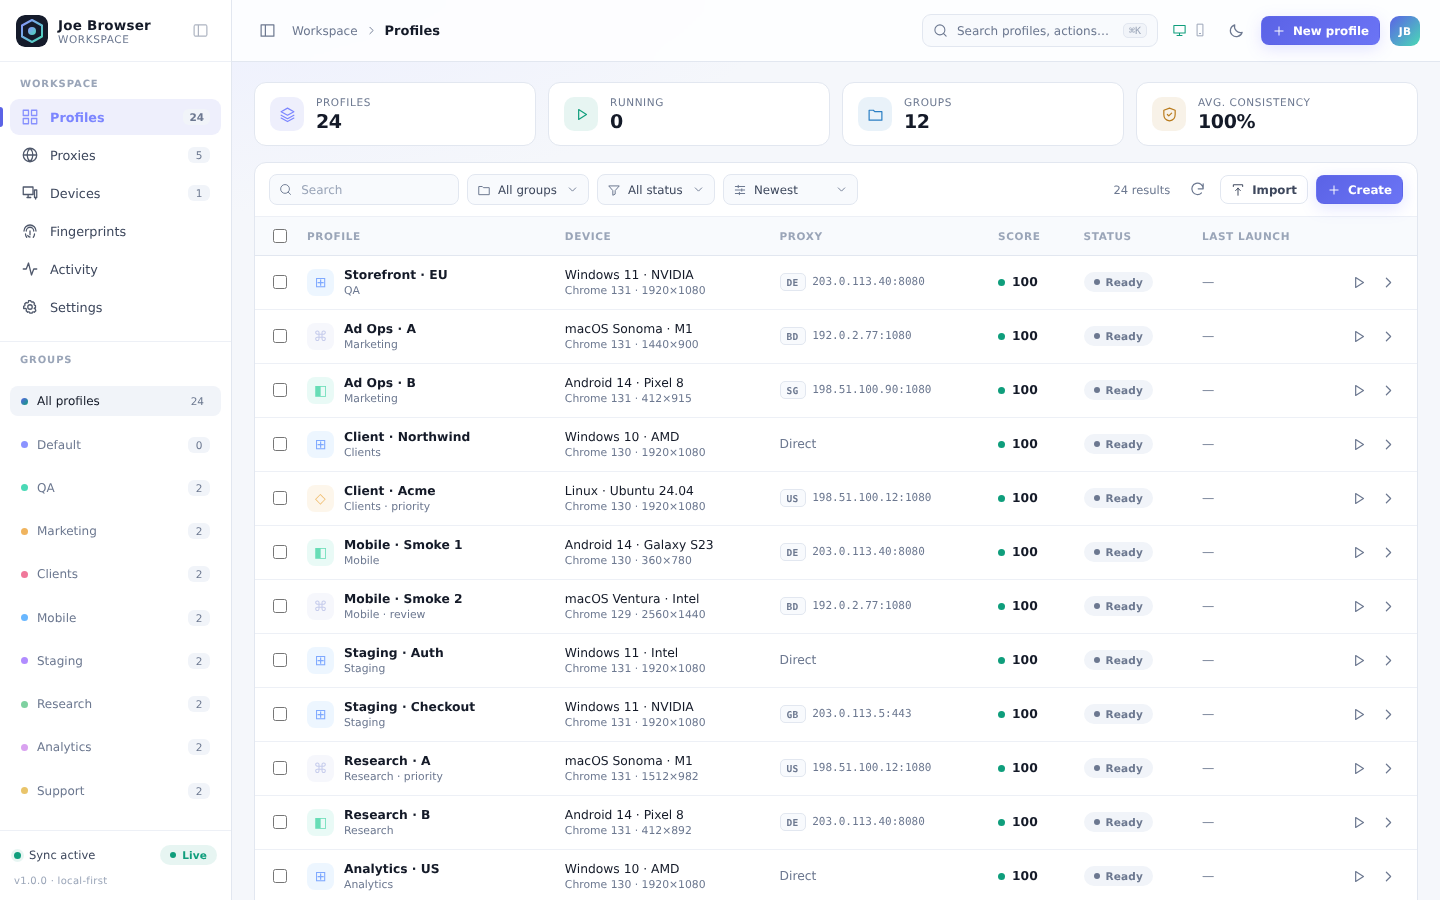 Joe Browser
WORKSPACE
Workspace > Profiles
Search profiles, actions... ⌘K
+ New profile
JB
WORKSPACE
Profiles 24
Proxies 5
Devices 1
Fingerprints
Activity
Settings
GROUPS
All profiles 24
Default 0
QA 2
Marketing 2
Clients 2
Mobile 2
Staging 2
Research 2
Analytics 2
Support 2
Sync active Live
v1.0.0 · local-first
PROFILES
24
RUNNING
0
GROUPS
12
AVG. CONSISTENCY
100%
Search
All groups
All status
Newest
24 results
Import
+ Create
PROFILE DEVICE PROXY SCORE STATUS LAST LAUNCH
Storefront · EU Windows 11 · NVIDIA DE 203.0.113.40:8080 100 Ready —
QA Chrome 131 · 1920×1080
Ad Ops · A macOS Sonoma · M1 BD 192.0.2.77:1080 100 Ready —
Marketing Chrome 131 · 1440×900
Ad Ops · B Android 14 · Pixel 8 SG 198.51.100.90:1080 100 Ready —
Marketing Chrome 131 · 412×915
Client · Northwind Windows 10 · AMD Direct 100 Ready —
Clients Chrome 130 · 1920×1080
Client · Acme Linux · Ubuntu 24.04 US 198.51.100.12:1080 100 Ready —
Clients · priority Chrome 130 · 1920×1080
Mobile · Smoke 1 Android 14 · Galaxy S23 DE 203.0.113.40:8080 100 Ready —
Mobile Chrome 130 · 360×780
Mobile · Smoke 2 macOS Ventura · Intel BD 192.0.2.77:1080 100 Ready —
Mobile · review Chrome 129 · 2560×1440
Staging · Auth Windows 11 · Intel Direct 100 Ready —
Staging Chrome 131 · 1920×1080
Staging · Checkout Windows 11 · NVIDIA GB 203.0.113.5:443 100 Ready —
Staging Chrome 131 · 1920×1080
Research · A macOS Sonoma · M1 US 198.51.100.12:1080 100 Ready —
Research · priority Chrome 131 · 1512×982
Research · B Android 14 · Pixel 8 DE 203.0.113.40:8080 100 Ready —
Research Chrome 131 · 412×892
Analytics · US Windows 10 · AMD Direct 100 Ready —
Analytics Chrome 130 · 1920×1080